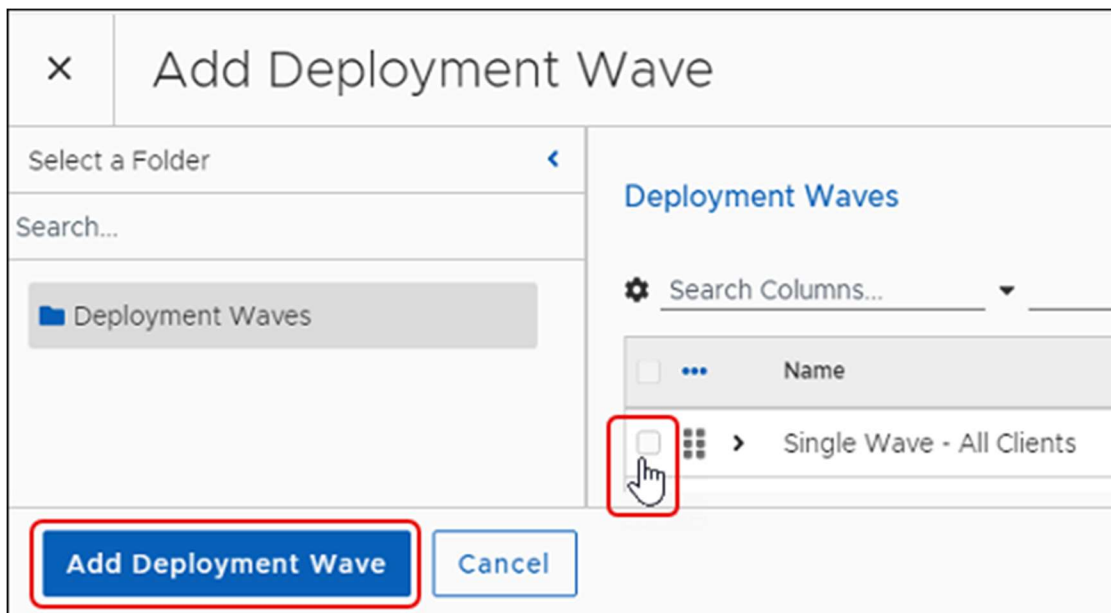 Add Deployment Wave
Select a Folder
Search...
Deployment Waves
Deployment Waves
Search Columns...
Name
Single Wave - All Clients
Add Deployment Wave
Cancel